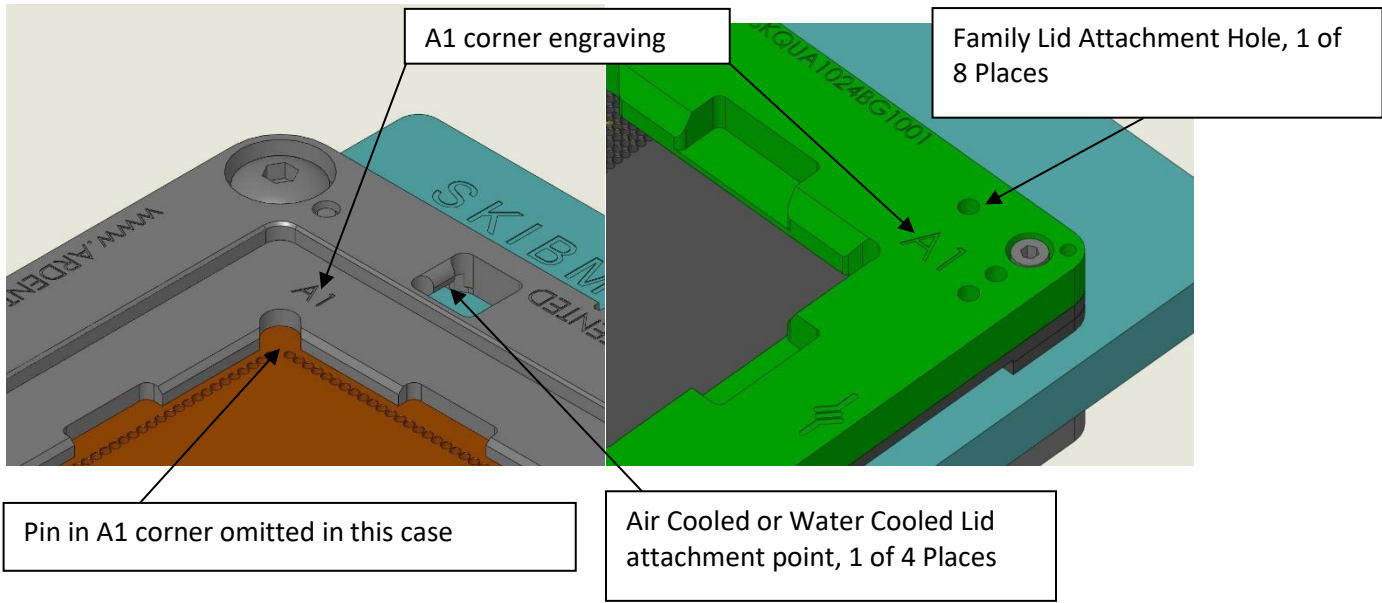 A1 corner engraving
Family Lid Attachment Hole, 1 of
8 Places
WWW.ARDENT
SKIBM
A1
ENTED
SKQUA1024BG1001
A1
Pin in A1 corner omitted in this case
Air Cooled or Water Cooled Lid
attachment point, 1 of 4 Places